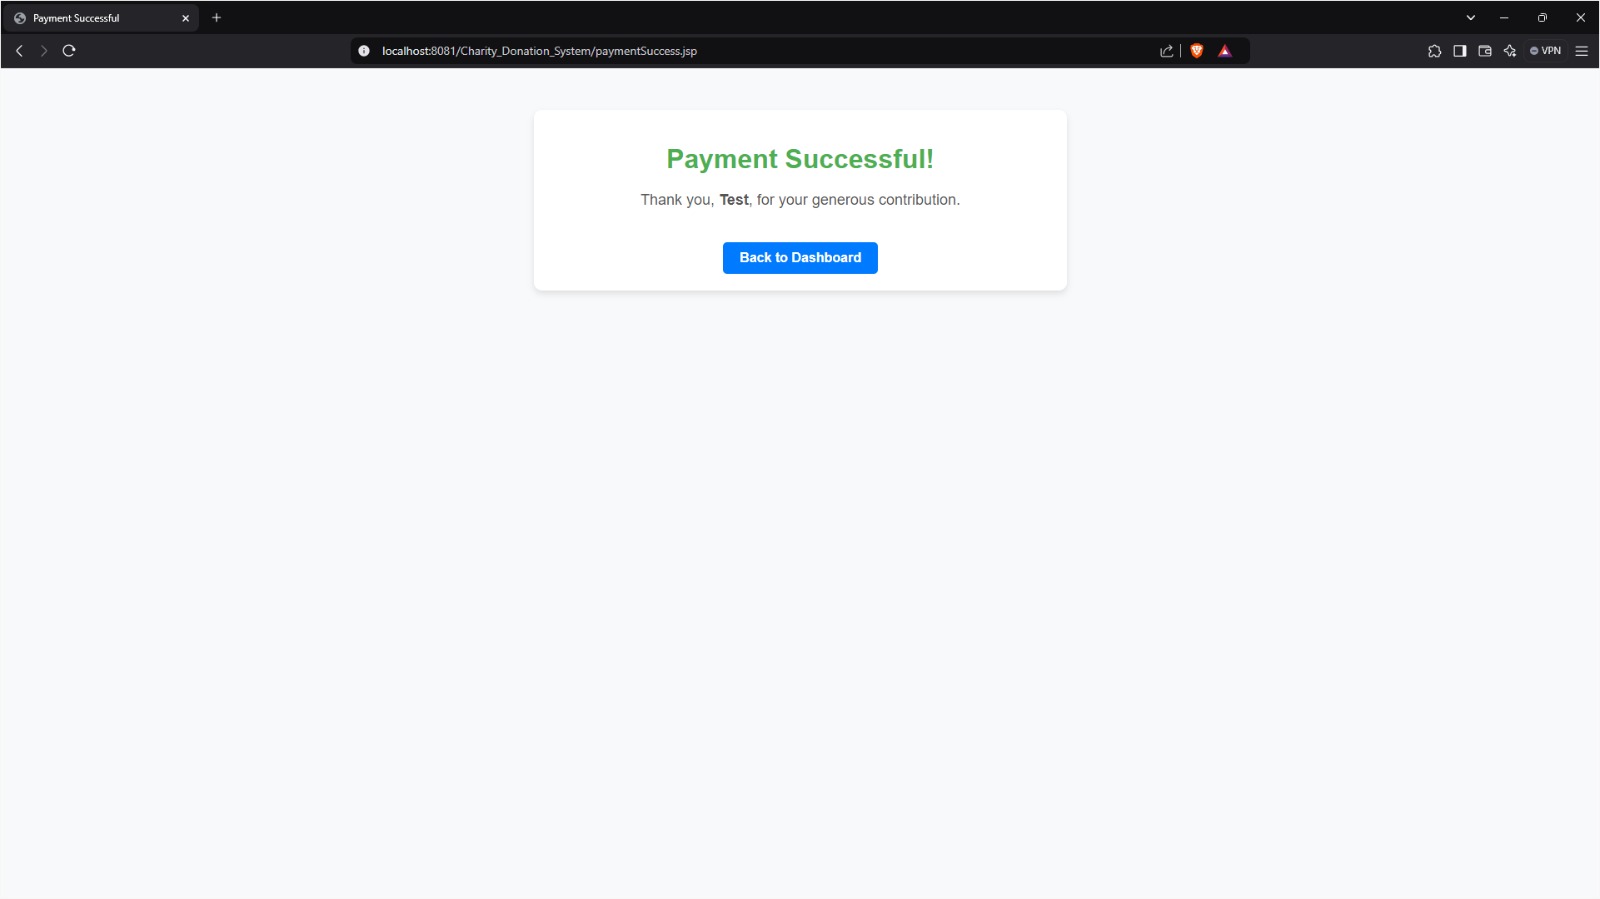 Payment Successful
localhost:8081/Charity_Donation_System/paymentSuccess.jsp
VPN
Payment Successful!
Thank you, Test, for your generous contribution.
Back to Dashboard